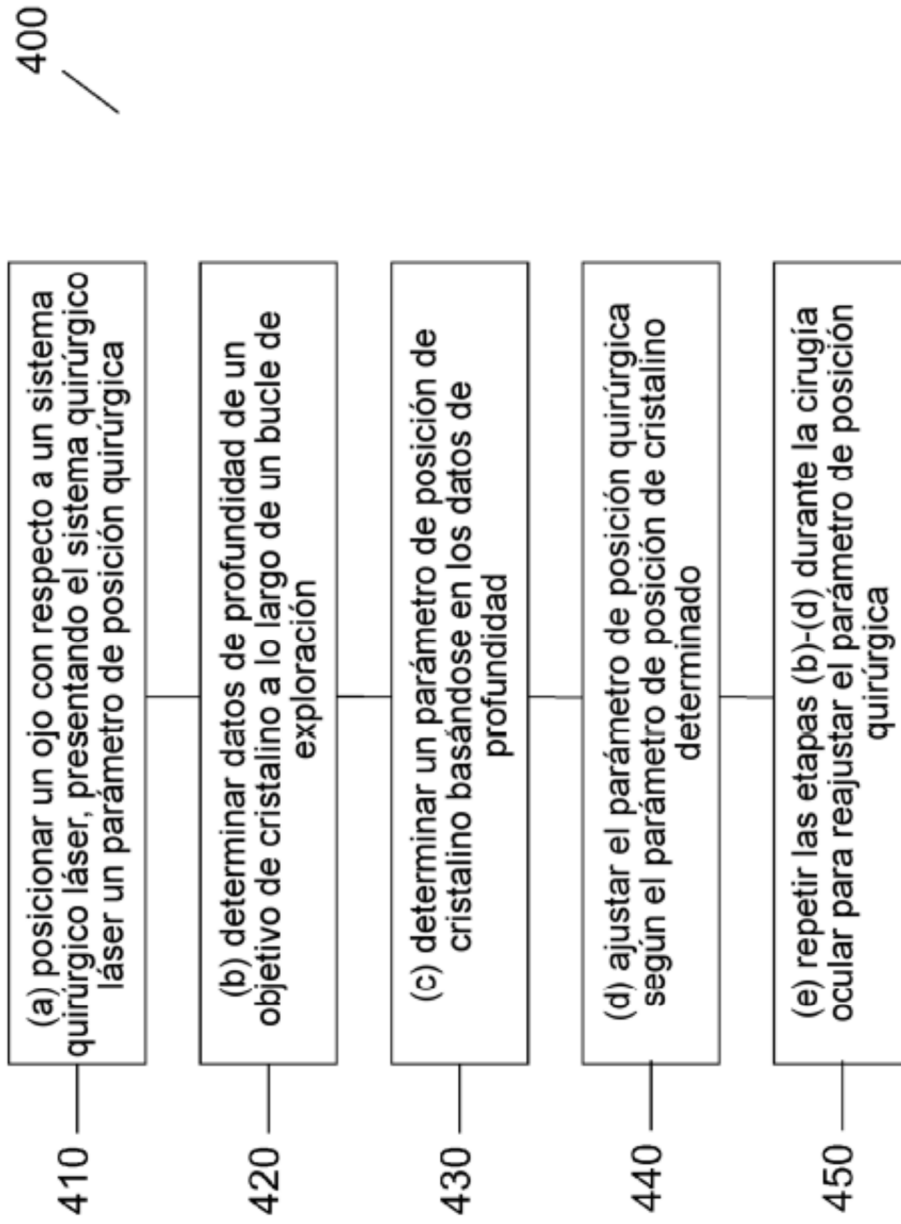 400
410
(a) posicionar un ojo con respecto a un sistema
quirúrgico láser, presentando el sistema quirúrgico
láser un parámetro de posición quirúrgica
420
(b) determinar datos de profundidad de un
objetivo de cristalino a lo largo de un bucle de
exploración
430
(c) determinar un parámetro de posición de
cristalino basándose en los datos de
profundidad
440
(d) ajustar el parámetro de posición quirúrgica
según el parámetro de posición de cristalino
determinado
450
(e) repetir las etapas (b)-(d) durante la cirugía
ocular para reajustar el parámetro de posición
quirúrgica